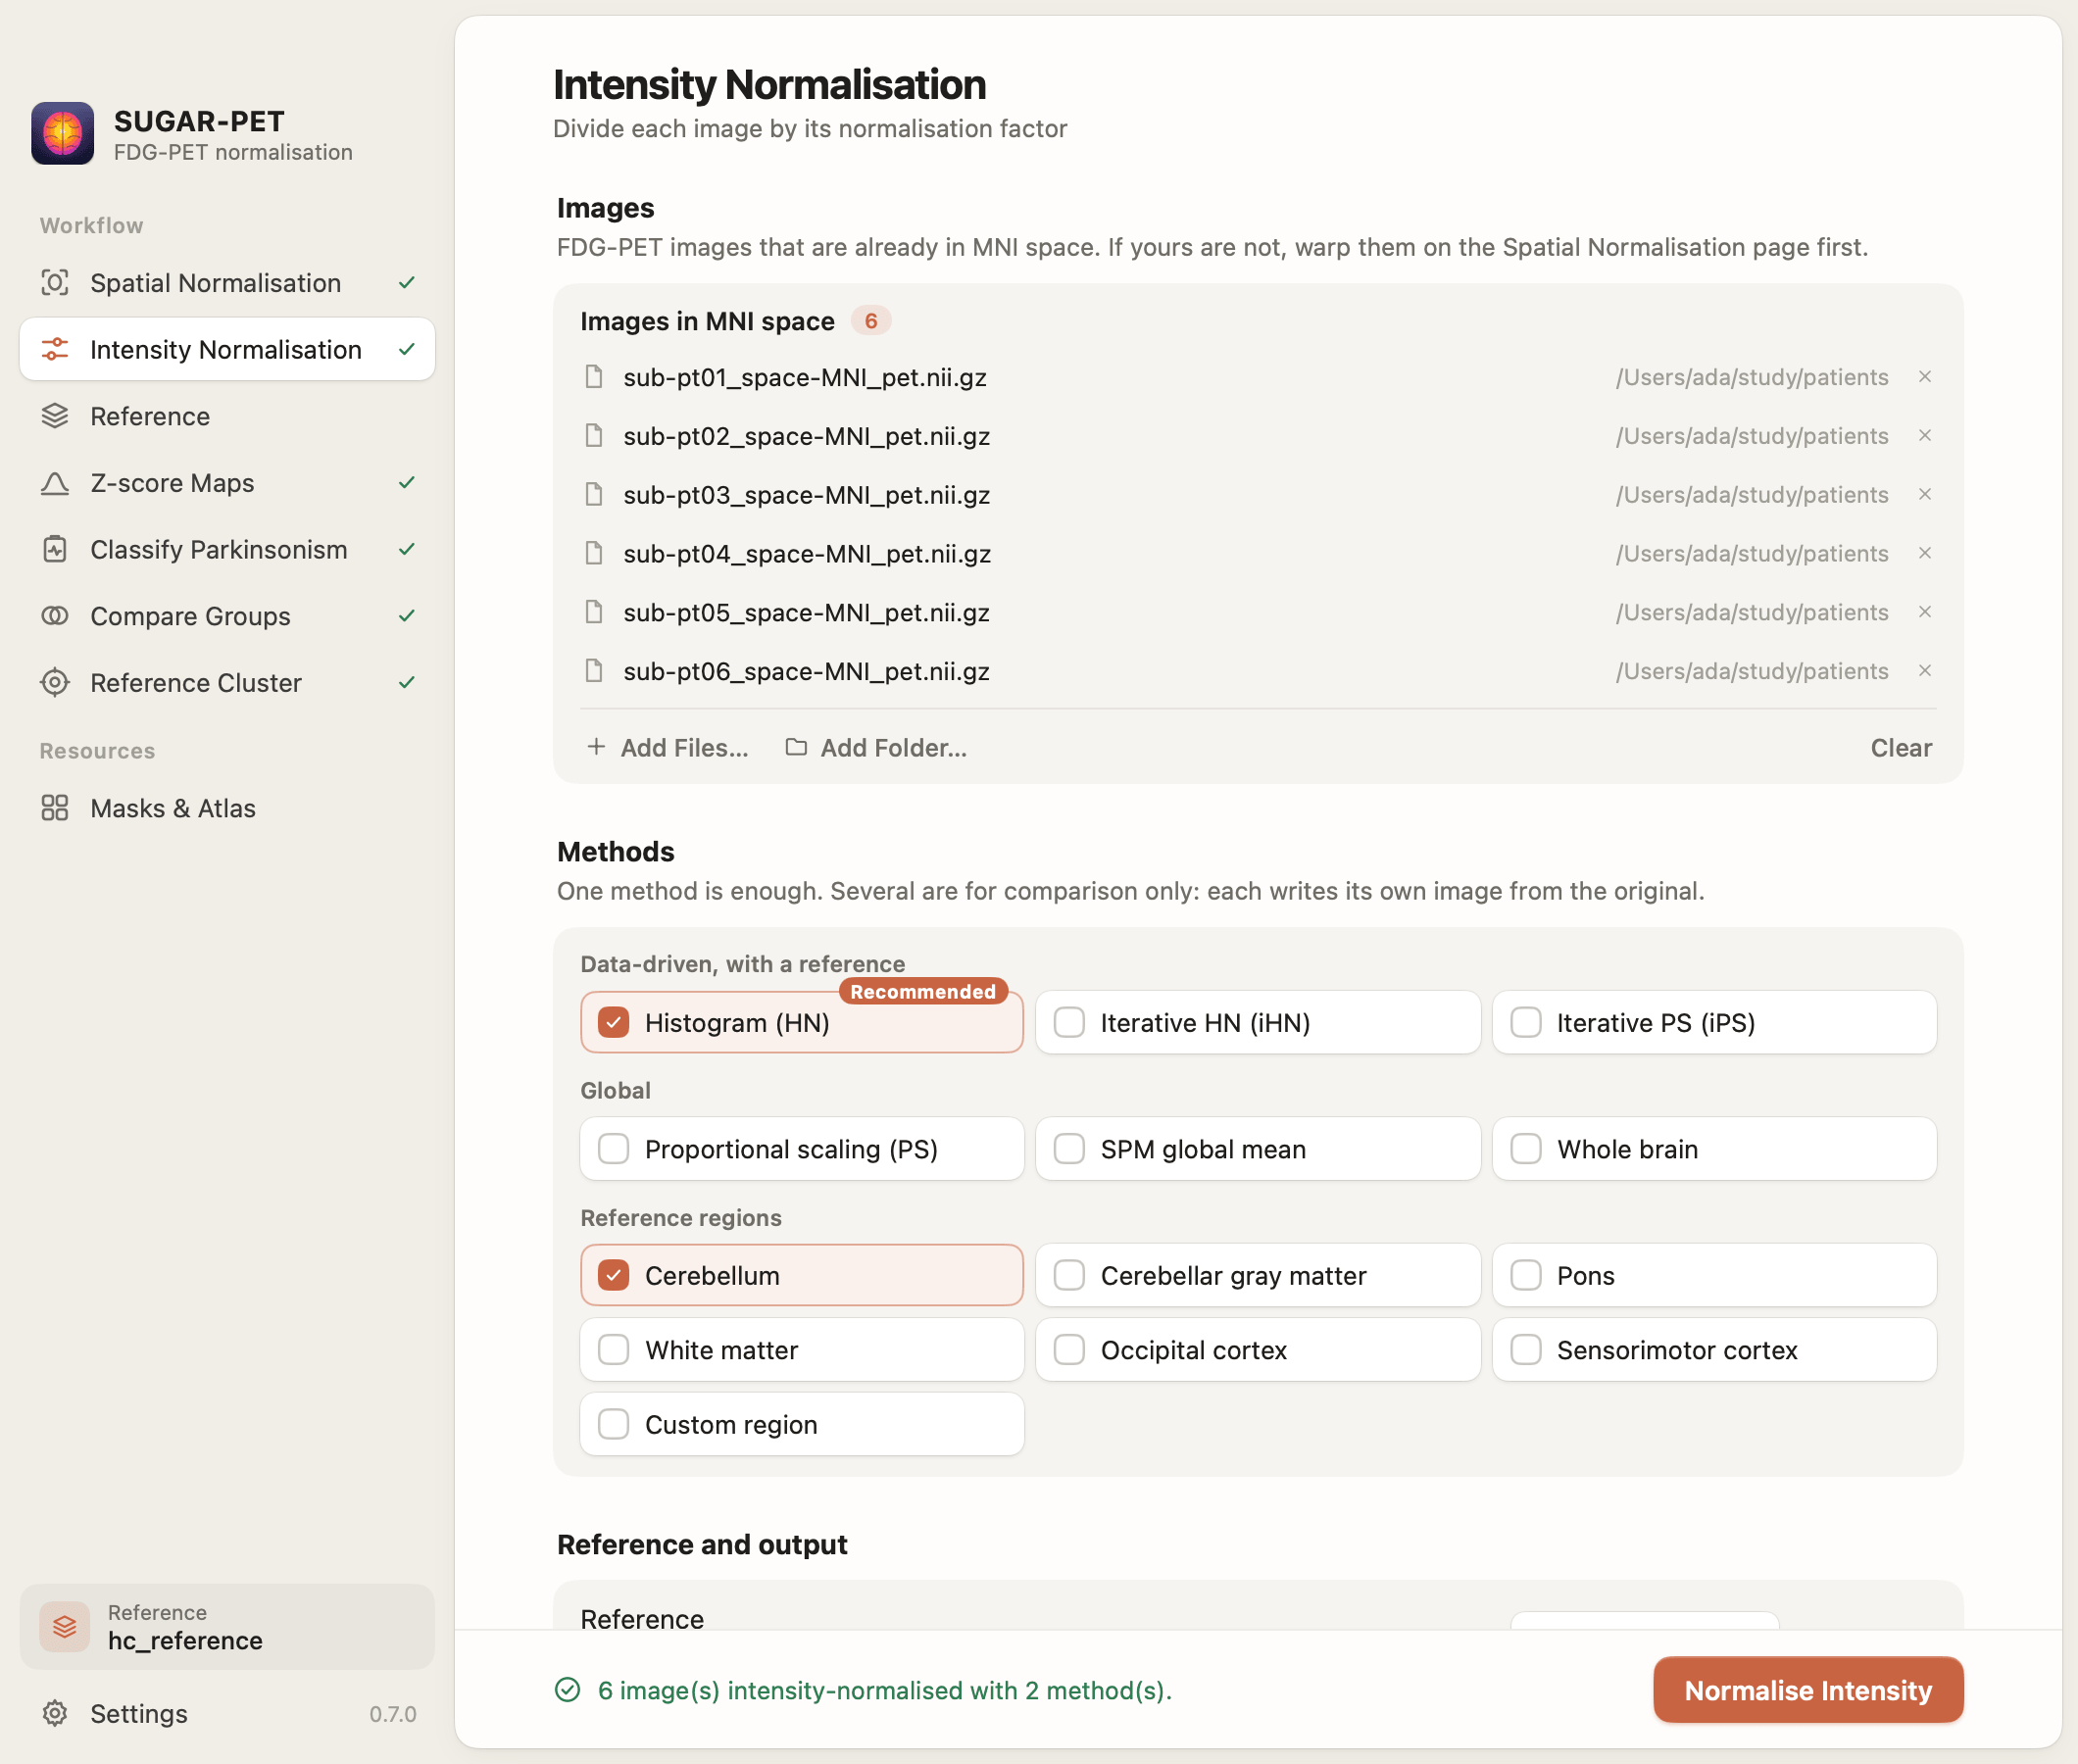 SUGAR-PET
FDG-PET normalisation
Workflow
Spatial Normalisation
Intensity Normalisation
Reference
Z-score Maps
Classify Parkinsonism
Compare Groups
Reference Cluster
Resources
Masks & Atlas
Reference
hc_reference
Settings
0.7.0
Intensity Normalisation
Divide each image by its normalisation factor
Images
FDG-PET images that are already in MNI space. If yours are not, warp them on the Spatial Normalisation page first.
Images in MNI space 6
sub-pt01_space-MNI_pet.nii.gz /Users/ada/study/patients
sub-pt02_space-MNI_pet.nii.gz /Users/ada/study/patients
sub-pt03_space-MNI_pet.nii.gz /Users/ada/study/patients
sub-pt04_space-MNI_pet.nii.gz /Users/ada/study/patients
sub-pt05_space-MNI_pet.nii.gz /Users/ada/study/patients
sub-pt06_space-MNI_pet.nii.gz /Users/ada/study/patients
Add Files... Add Folder... Clear
Methods
One method is enough. Several are for comparison only: each writes its own image from the original.
Data-driven, with a reference
Recommended
Histogram (HN) Iterative HN (iHN) Iterative PS (iPS)
Global
Proportional scaling (PS) SPM global mean Whole brain
Reference regions
Cerebellum Cerebellar gray matter Pons
White matter Occipital cortex Sensorimotor cortex
Custom region
Reference and output
Reference
6 image(s) intensity-normalised with 2 method(s).
Normalise Intensity